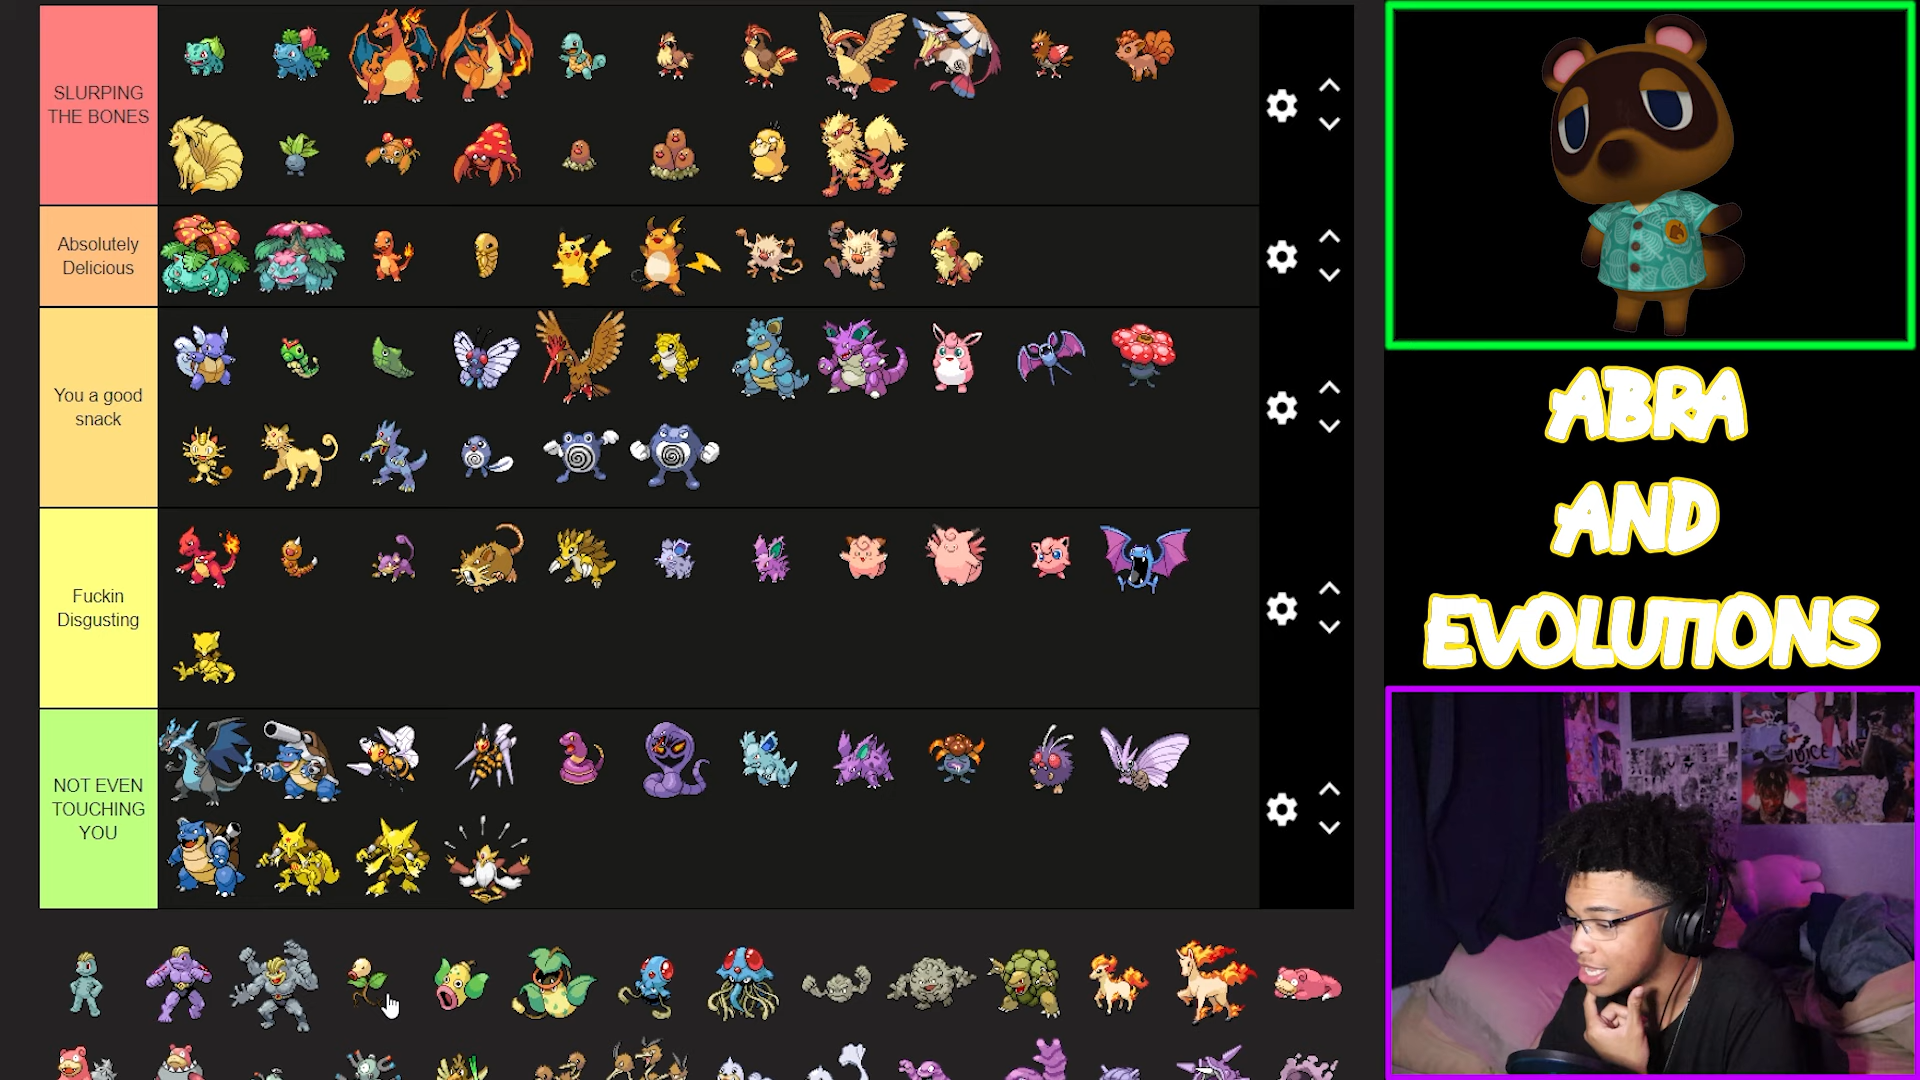 SLURPING
THE BONES
Absolutely
Delicious
You a good
snack
Fuckin
Disgusting
NOT EVEN
TOUCHING
YOU
ABRA
AND
EVOLUTIONS